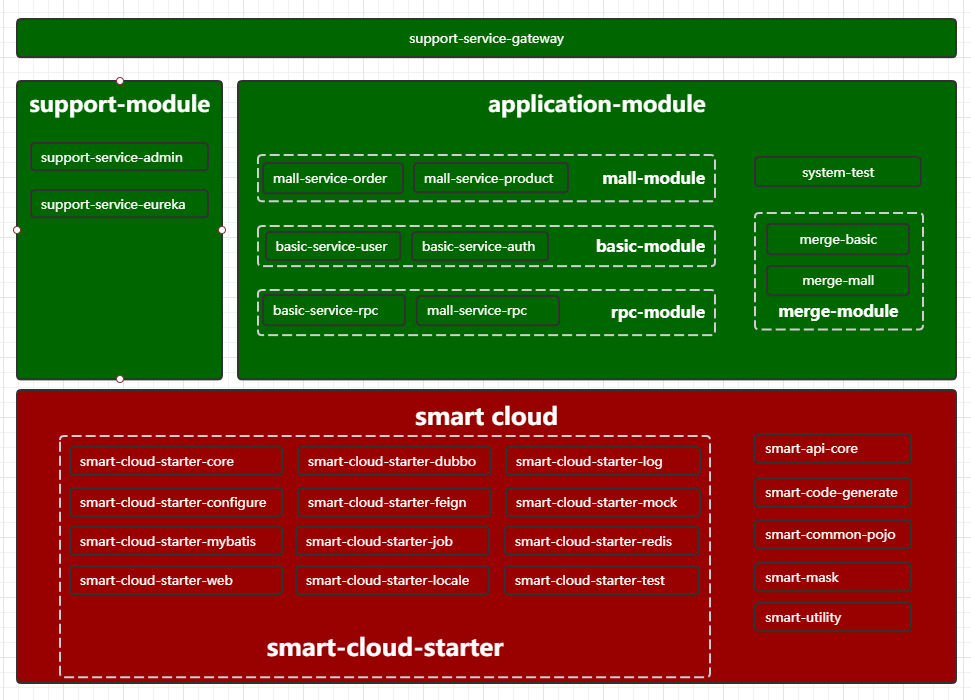 support-service-gateway
support-module
support-service-admin
support-service-eureka
application-module
mall-service-order
mall-service-product
mall-module
basic-service-user
basic-service-auth
basic-module
basic-service-rpc
mall-service-rpc
rpc-module
system-test
merge-basic
merge-mall
merge-module
smart cloud
smart-cloud-starter-core
smart-cloud-starter-dubbo
smart-cloud-starter-log
smart-cloud-starter-configure
smart-cloud-starter-feign
smart-cloud-starter-mock
smart-cloud-starter-mybatis
smart-cloud-starter-job
smart-cloud-starter-redis
smart-cloud-starter-web
smart-cloud-starter-locale
smart-cloud-starter-test
smart-cloud-starter
smart-api-core
smart-code-generate
smart-common-pojo
smart-mask
smart-utility